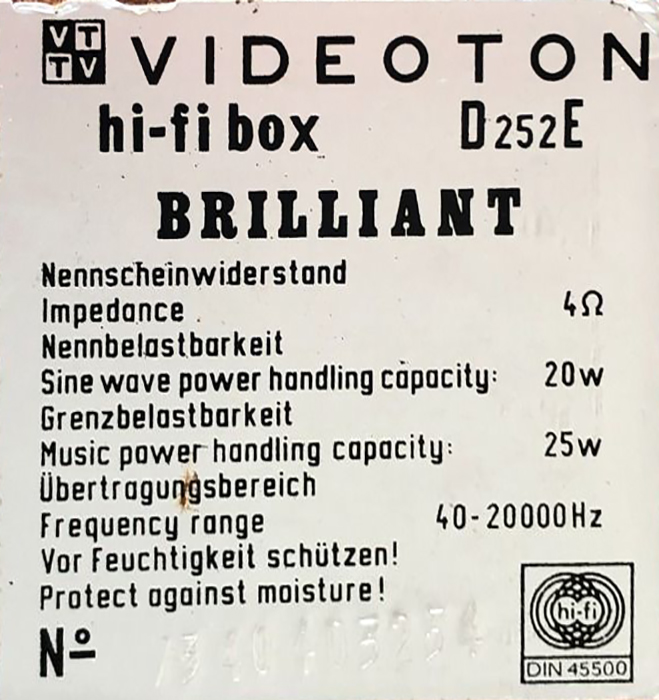 VT VIDEOTON
TV
hi-fi box D252E
BRILLIANT
Nennscheinwiderstand
Impedance 4Ω
Nennbelastbarkeit
Sine wave power handling capacity: 20w
Grenzbelastbarkeit
Music power handling capacity: 25w
Übertragungsbereich
Frequency range 40-20000Hz
Vor Feuchtigkeit schützen!
Protect against moisture!
Nº
hi-fi
DIN 45500